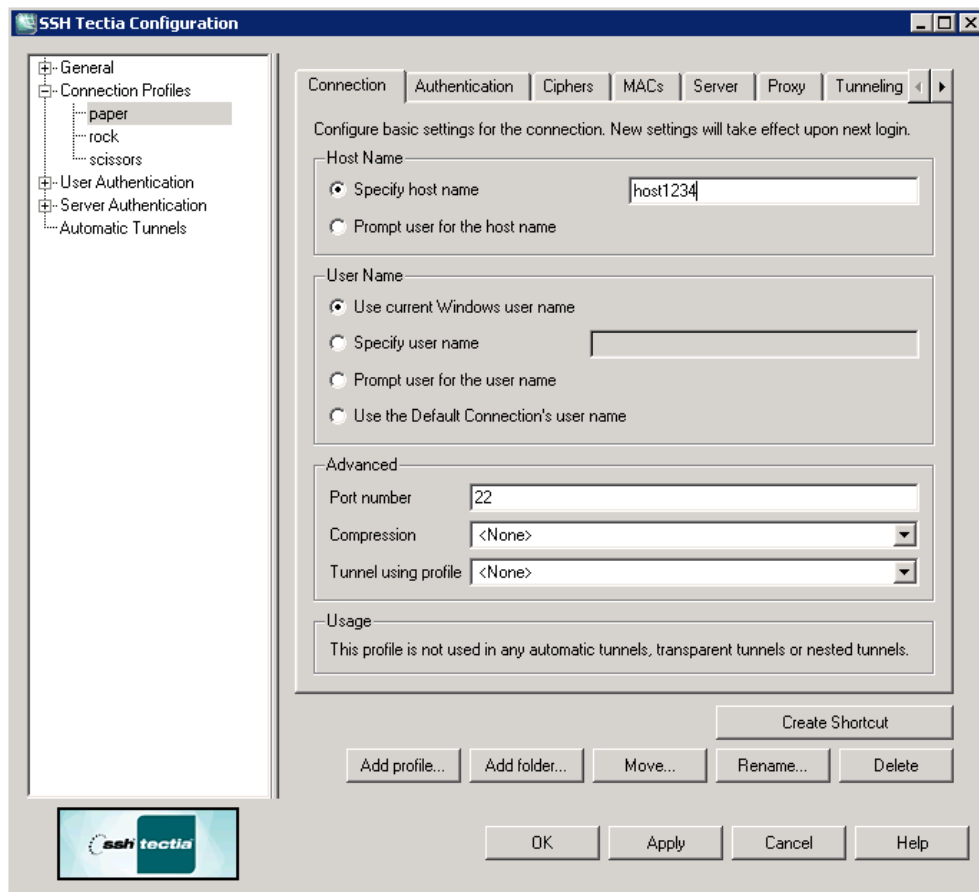 SSH Tectia Configuration
General
Connection Profiles
paper
rock
scissors
User Authentication
Server Authentication
Automatic Tunnels
Connection Authentication Ciphers MACs Server Proxy Tunneling
Configure basic settings for the connection. New settings will take effect upon next login.
Host Name
Specify host name host1234
Prompt user for the host name
User Name
Use current Windows user name
Specify user name
Prompt user for the user name
Use the Default Connection's user name
Advanced
Port number 22
Compression <None>
Tunnel using profile <None>
Usage
This profile is not used in any automatic tunnels, transparent tunnels or nested tunnels.
Create Shortcut
Add profile... Add folder... Move... Rename... Delete
ssh tectia
OK Apply Cancel Help